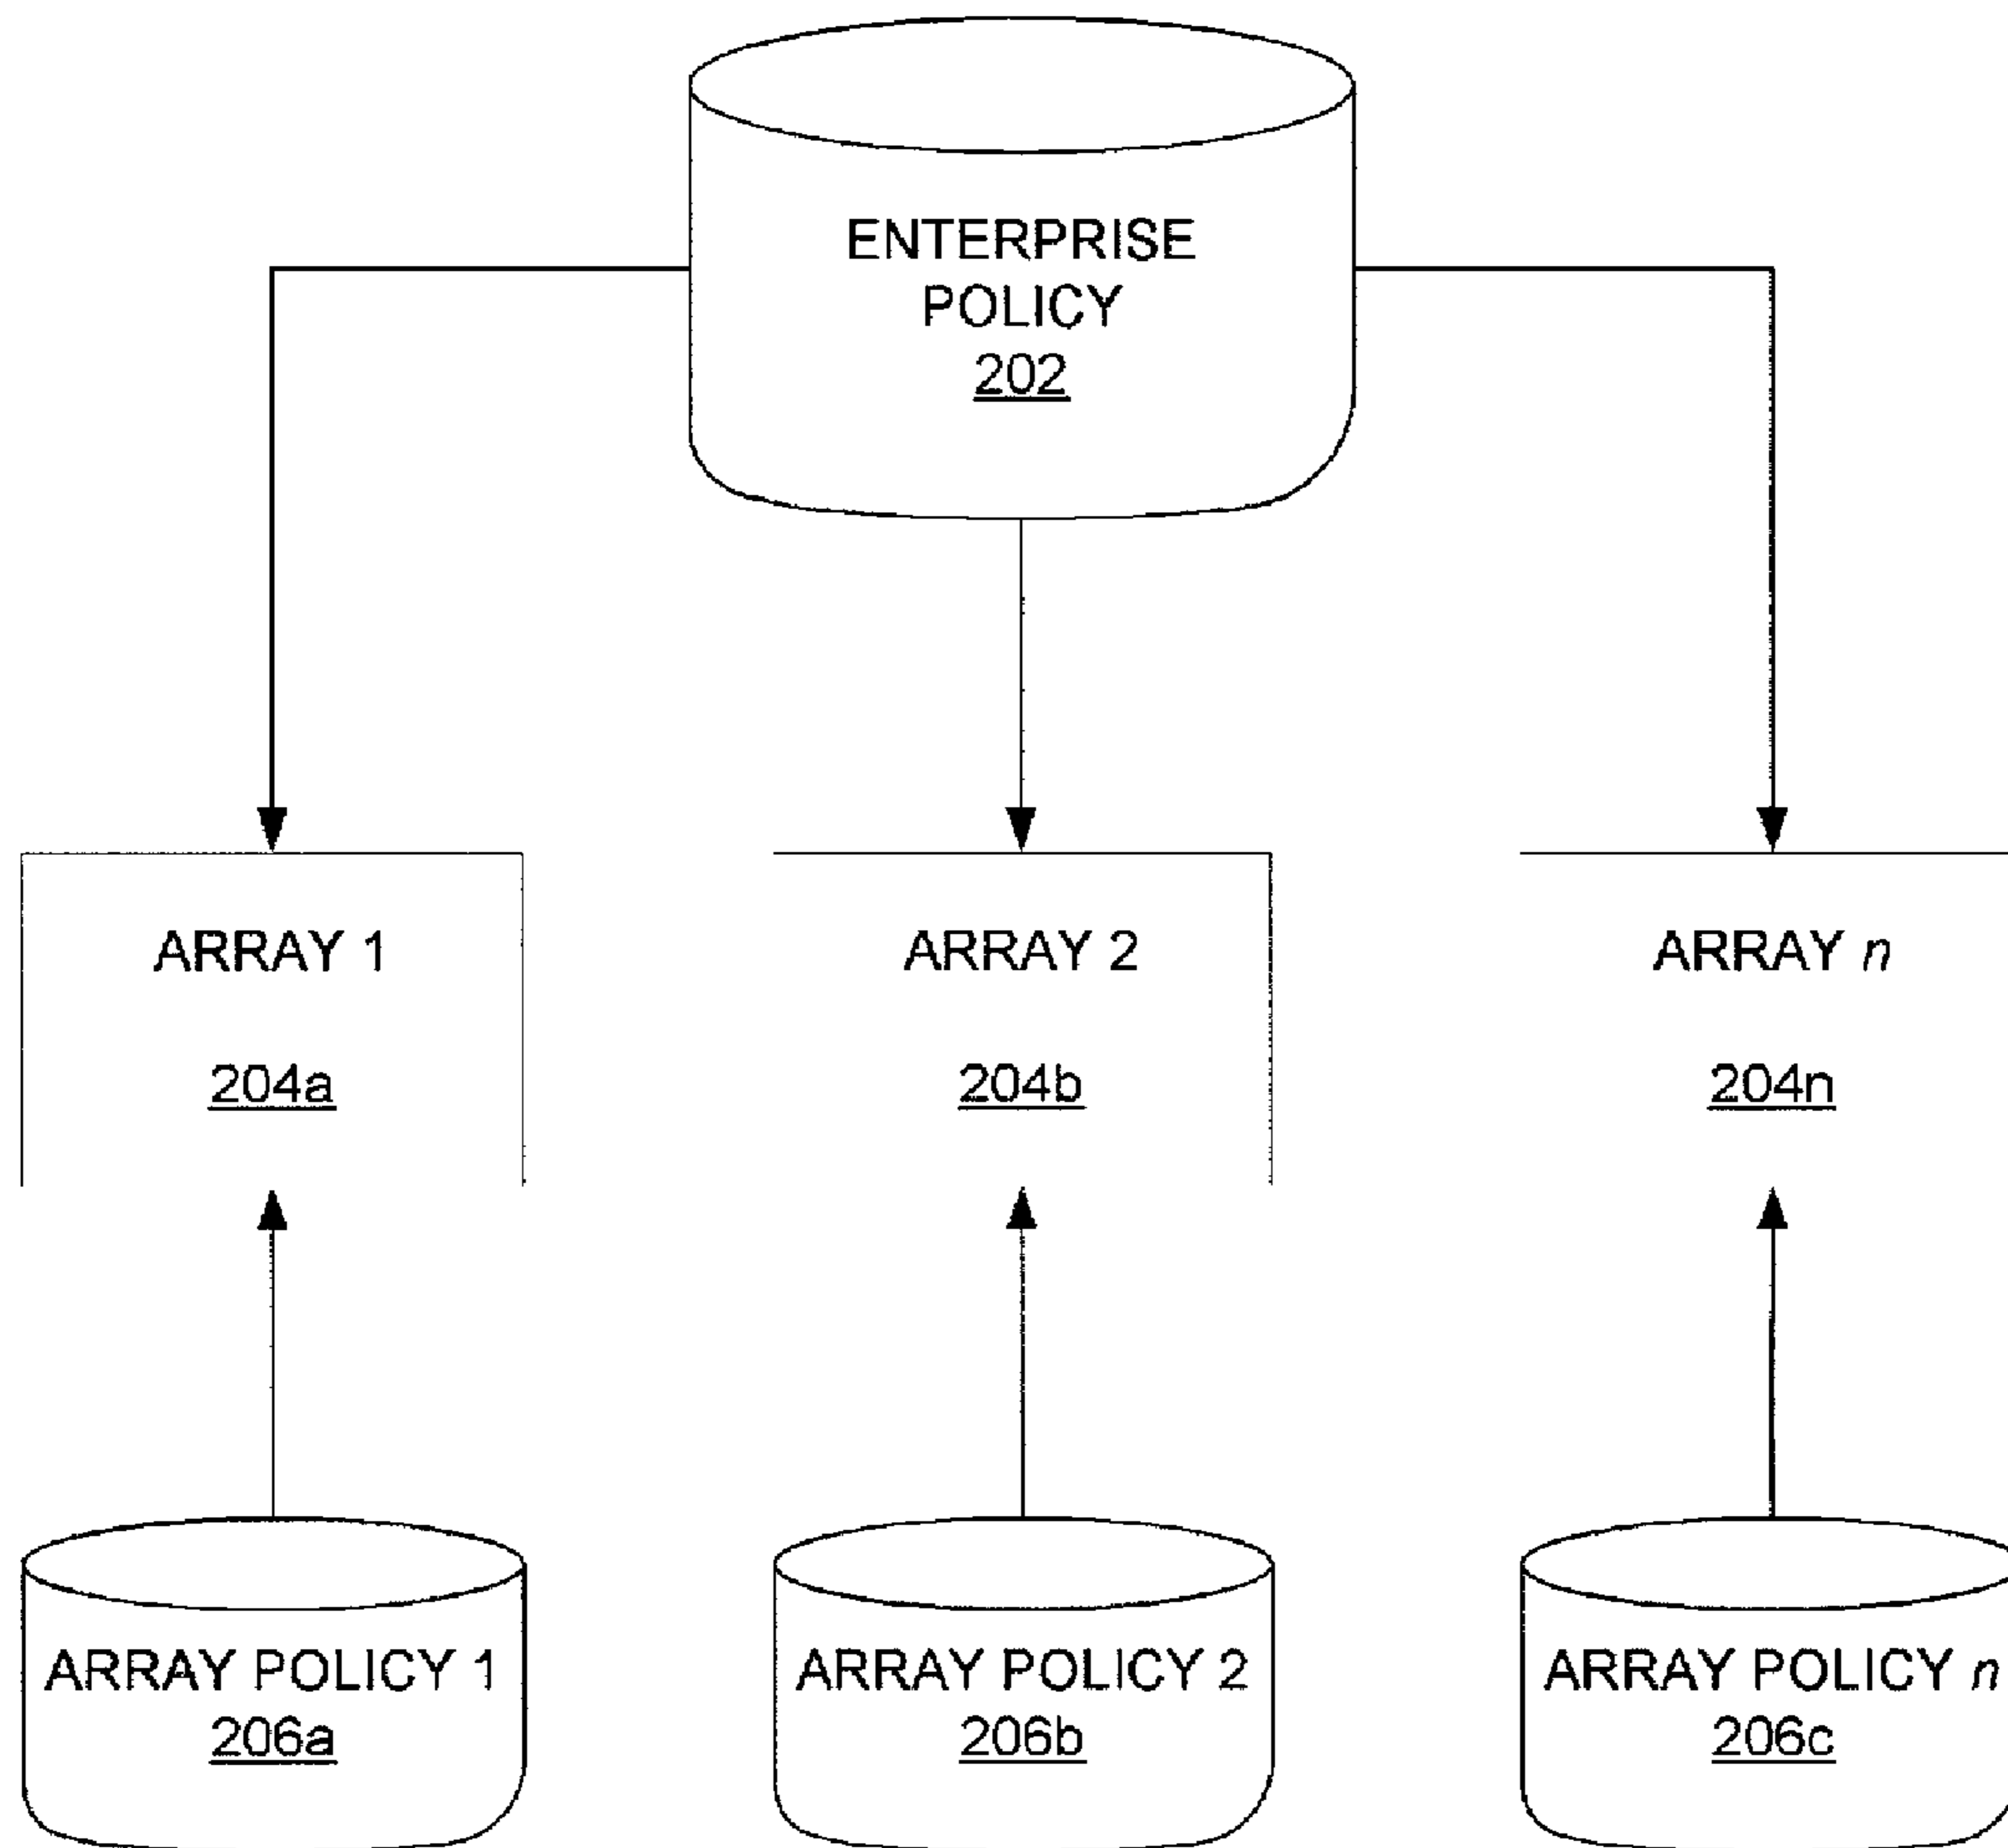 ENTERPRISE
POLICY
202
ARRAY 1
204a
ARRAY 2
204b
ARRAY n
204n
ARRAY POLICY 1
206a
ARRAY POLICY 2
206b
ARRAY POLICY n
206c